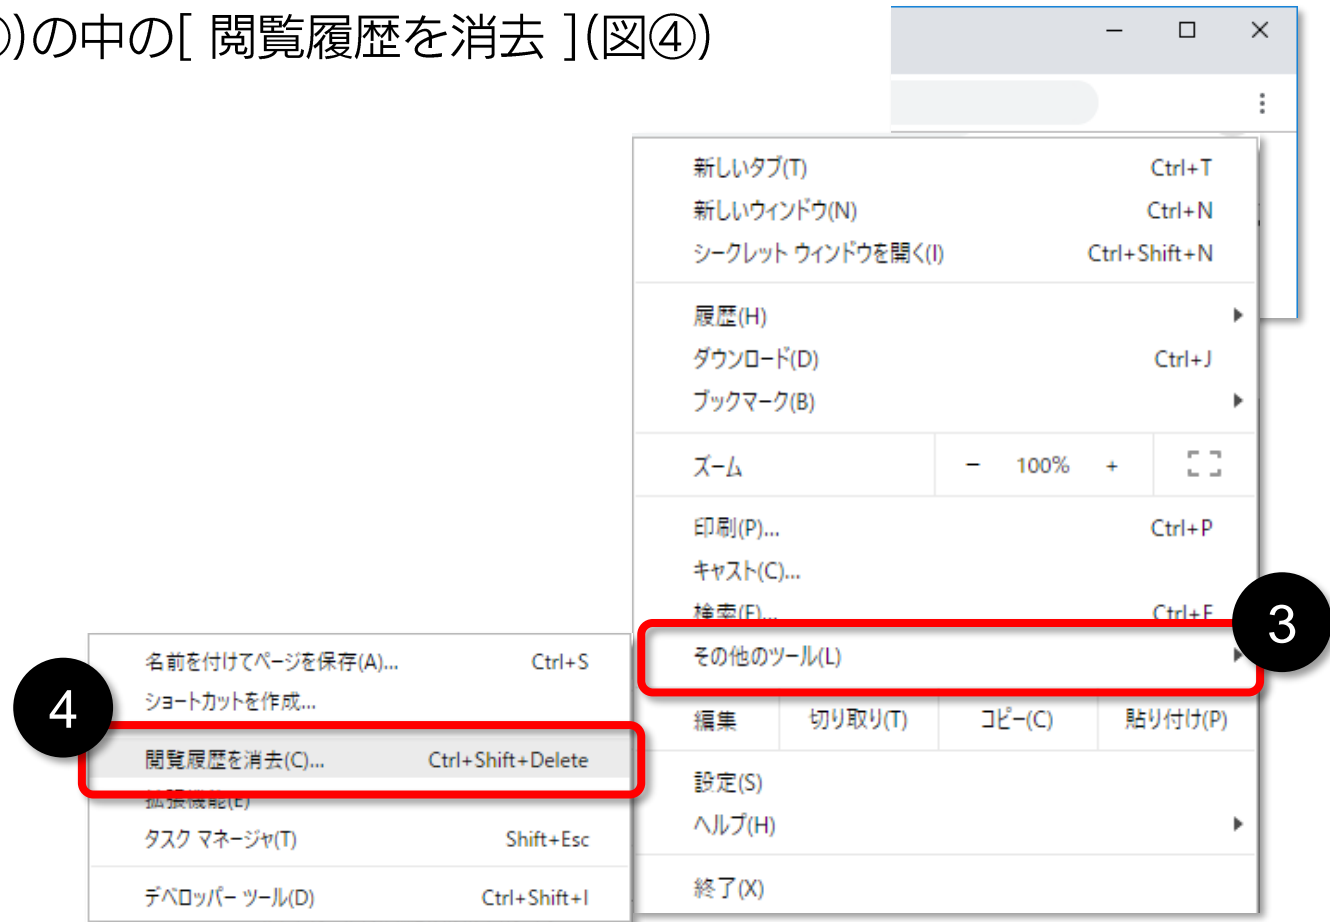 )の中の[ 閲覧履歴を消去 ](図④)
新しいタブ(T) Ctrl+T
新しいウィンドウ(N) Ctrl+N
シークレット ウィンドウを開く(I) Ctrl+Shift+N
履歴(H)
ダウンロード(D) Ctrl+J
ブックマーク(B)
ズーム − 100% +
印刷(P)... Ctrl+P
キャスト(C)...
検索(F)... Ctrl+F
その他のツール(L)
3
編集 切り取り(T) コピー(C) 貼り付け(P)
設定(S)
ヘルプ(H)
終了(X)
名前を付けてページを保存(A)... Ctrl+S
ショートカットを作成...
4
閲覧履歴を消去(C)... Ctrl+Shift+Delete
拡張機能(E)
タスク マネージャ(T) Shift+Esc
デベロッパー ツール(D) Ctrl+Shift+I